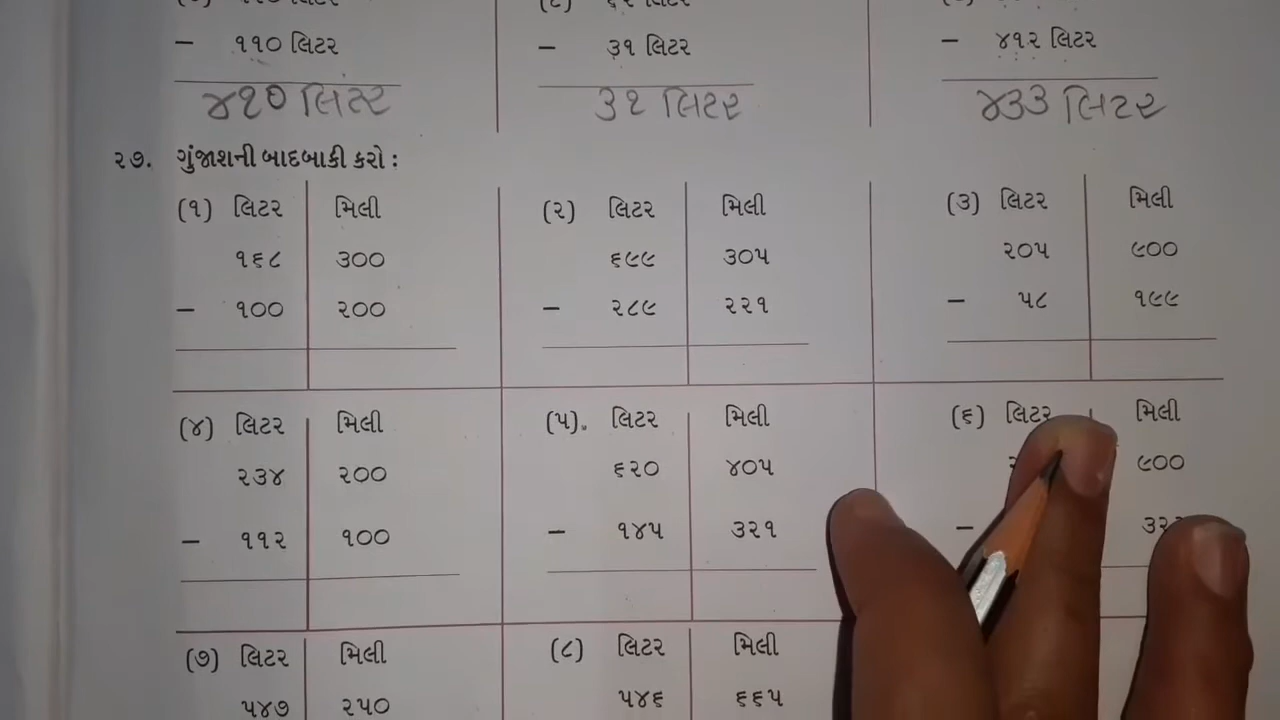 - ૧૧૦ લિટર
- ૩૧ લિટર
- ૪૧૨ લિટર
૪૧૦ લિટર
૩૧ લિટર
૪૩૩ લિટર
૨૭. ગુંજાશની બાદબાકી કરો :
(૧) લિટર મિલી
૧૬૮ ૩૦૦
- ૧૦૦ ૨૦૦
(૨) લિટર મિલી
૬૯૯ ૩૦૫
- ૨૮૯ ૨૨૧
(૩) લિટર મિલી
૨૦૫ ૯૦૦
- ૫૮ ૧૯૯
(૪) લિટર મિલી
૨૩૪ ૨૦૦
- ૧૧૨ ૧૦૦
(૫). લિટર મિલી
૬૨૦ ૪૦૫
- ૧૪૫ ૩૨૧
(૬) લિટર મિલી
૯૦૦
-
(૭) લિટર મિલી
૫૪૭ ૨૫૦
(૮) લિટર મિલી
૫૪૬ ૬૬૫